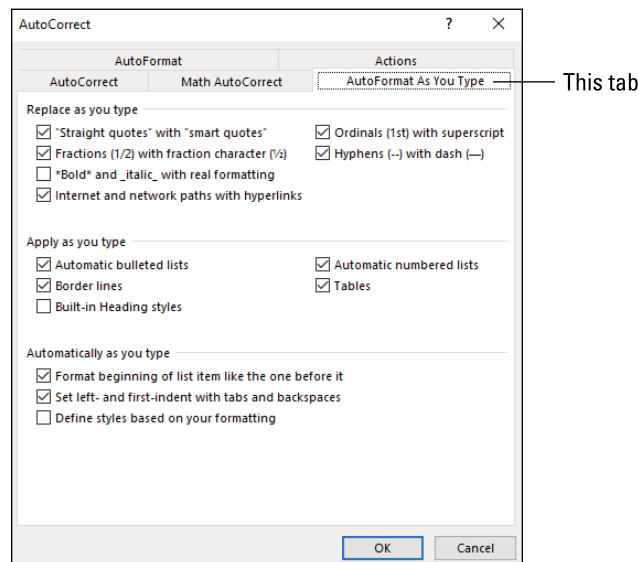 AutoCorrect ? ×
AutoFormat Actions
AutoCorrect Math AutoCorrect AutoFormat As You Type This tab
Replace as you type
"Straight quotes" with “smart quotes” Ordinals (1st) with superscript
Fractions (1/2) with fraction character (½) Hyphens (--) with dash (—)
*Bold* and _italic_ with real formatting
Internet and network paths with hyperlinks
Apply as you type
Automatic bulleted lists Automatic numbered lists
Border lines Tables
Built-in Heading styles
Automatically as you type
Format beginning of list item like the one before it
Set left- and first-indent with tabs and backspaces
Define styles based on your formatting
OK Cancel